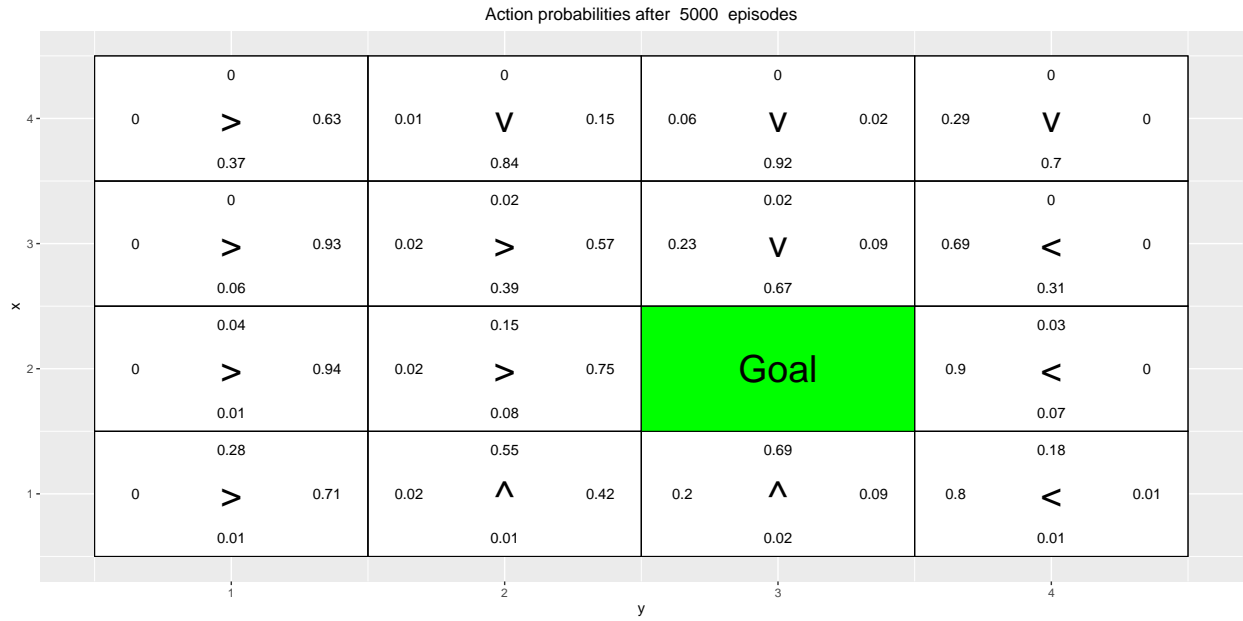 Action probabilities after 5000 episodes
0 0 0 0
4 0 > 0.63 0.01 v 0.15 0.06 v 0.02 0.29 v 0
0.37 0.84 0.92 0.7
0 0.02 0.02 0
3 0 > 0.93 0.02 > 0.57 0.23 v 0.09 0.69 < 0
0.06 0.39 0.67 0.31
x
0.04 0.15 0.03
2 0 > 0.94 0.02 > 0.75 Goal 0.9 < 0
0.01 0.08 0.07
0.28 0.55 0.69 0.18
1 0 > 0.71 0.02 ^ 0.42 0.2 ^ 0.09 0.8 < 0.01
0.01 0.01 0.02 0.01
1 2 3 4
y